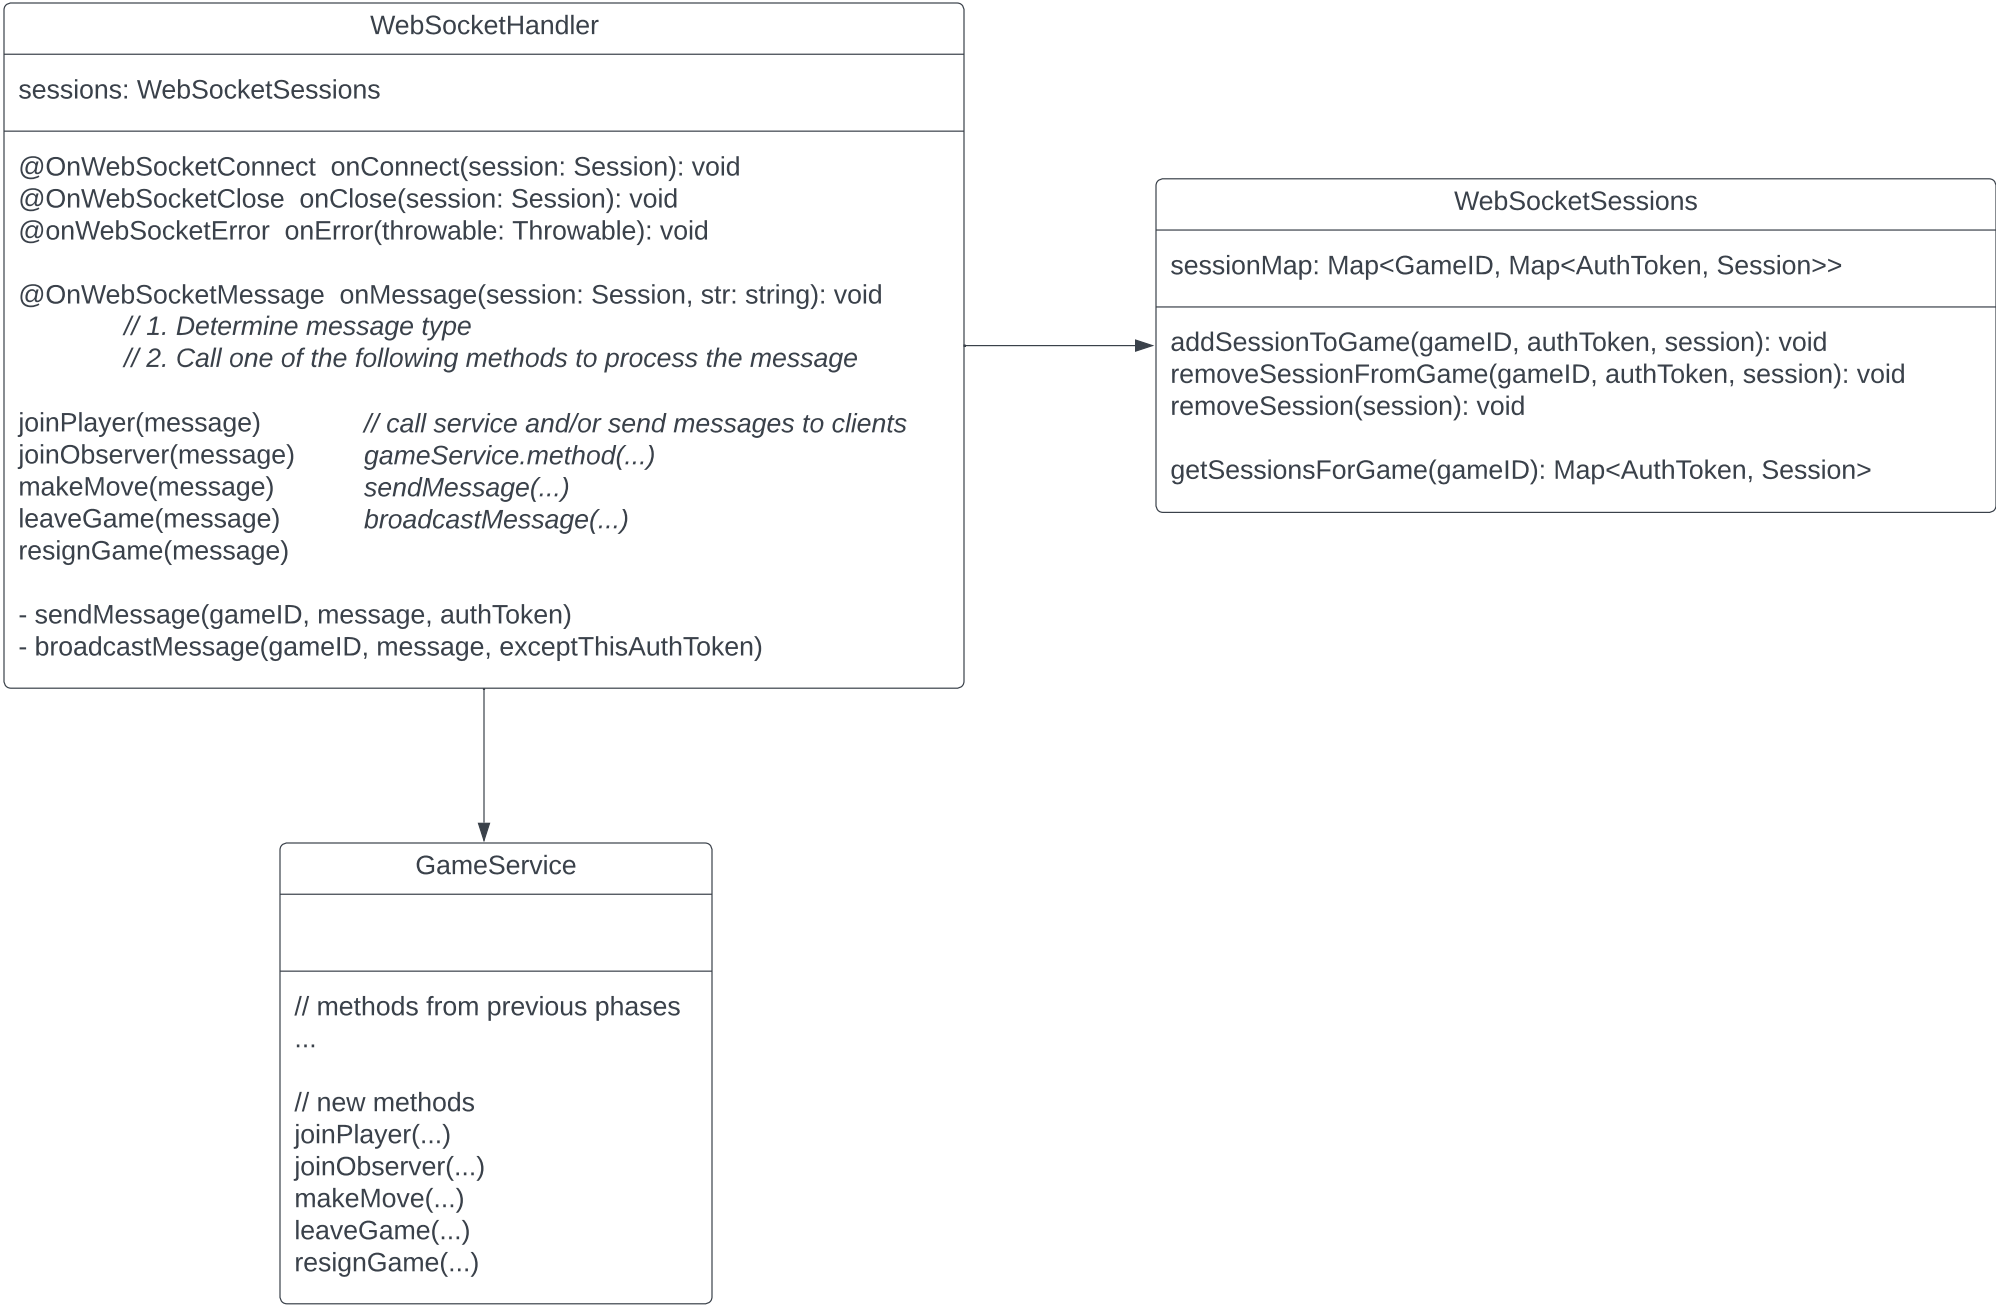 WebSocketHandler
sessions: WebSocketSessions
@OnWebSocketConnect  onConnect(session: Session): void
@OnWebSocketClose  onClose(session: Session): void
@onWebSocketError  onError(throwable: Throwable): void
@OnWebSocketMessage  onMessage(session: Session, str: string): void
// 1. Determine message type
// 2. Call one of the following methods to process the message
joinPlayer(message) // call service and/or send messages to clients
joinObserver(message) gameService.method(...)
makeMove(message) sendMessage(...)
leaveGame(message) broadcastMessage(...)
resignGame(message)
- sendMessage(gameID, message, authToken)
- broadcastMessage(gameID, message, exceptThisAuthToken)
WebSocketSessions
sessionMap: Map<GameID, Map<AuthToken, Session>>
addSessionToGame(gameID, authToken, session): void
removeSessionFromGame(gameID, authToken, session): void
removeSession(session): void
getSessionsForGame(gameID): Map<AuthToken, Session>
GameService
// methods from previous phases
...
// new methods
joinPlayer(...)
joinObserver(...)
makeMove(...)
leaveGame(...)
resignGame(...)